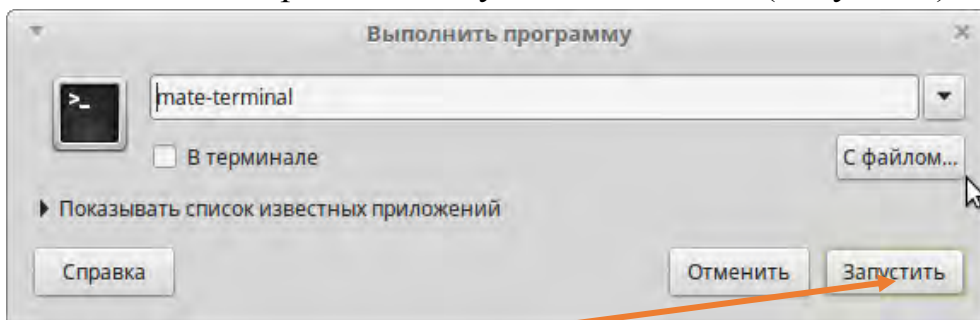 Выполнить программу
mate-terminal
В терминале
С файлом...
Показывать список известных приложений
Справка
Отменить
Запустить